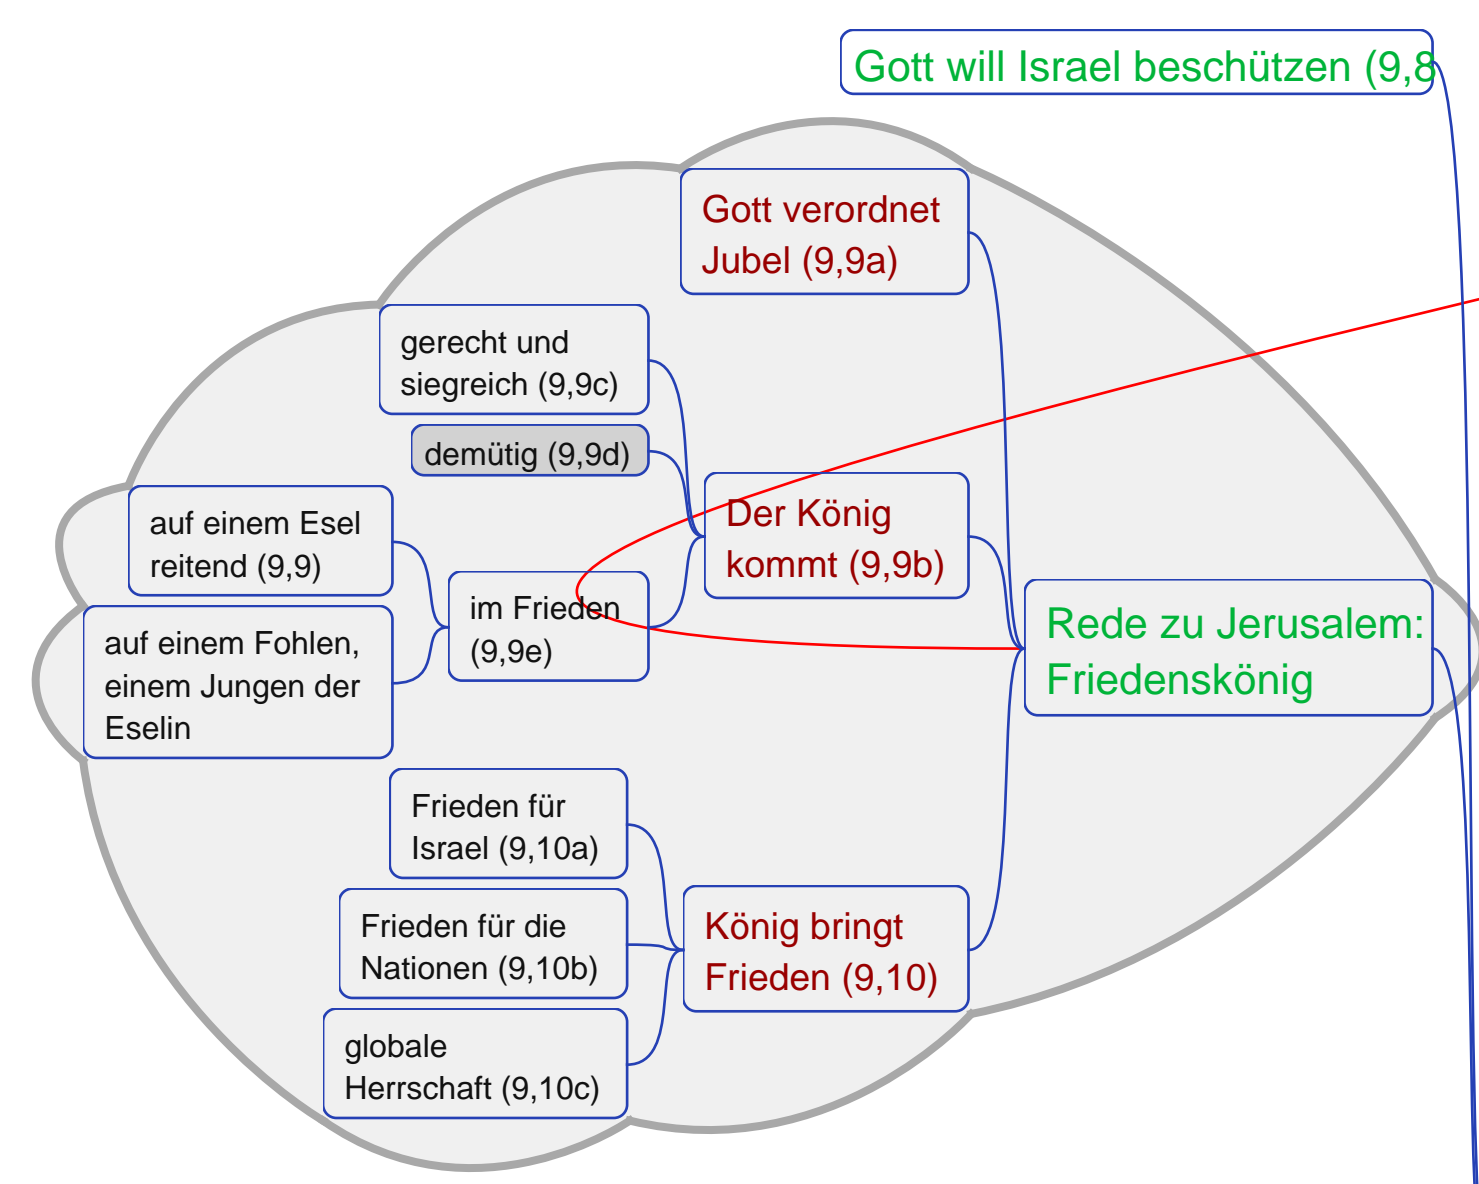 Gott will Israel beschützen (9,8
Gott verordnet
Jubel (9,9a)
gerecht und
siegreich (9,9c)
demütig (9,9d)
auf einem Esel
reitend (9,9)
Der König
kommt (9,9b)
im Frieden
(9,9e)
auf einem Fohlen,
einem Jungen der
Eselin
Rede zu Jerusalem:
Friedenskönig
Frieden für
Israel (9,10a)
Frieden für die
Nationen (9,10b)
König bringt
Frieden (9,10)
globale
Herrschaft (9,10c)